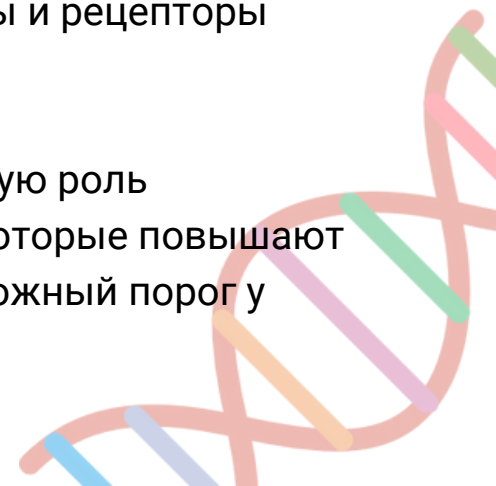 ы и рецепторы
ую роль
оторые повышают
ожный порог у